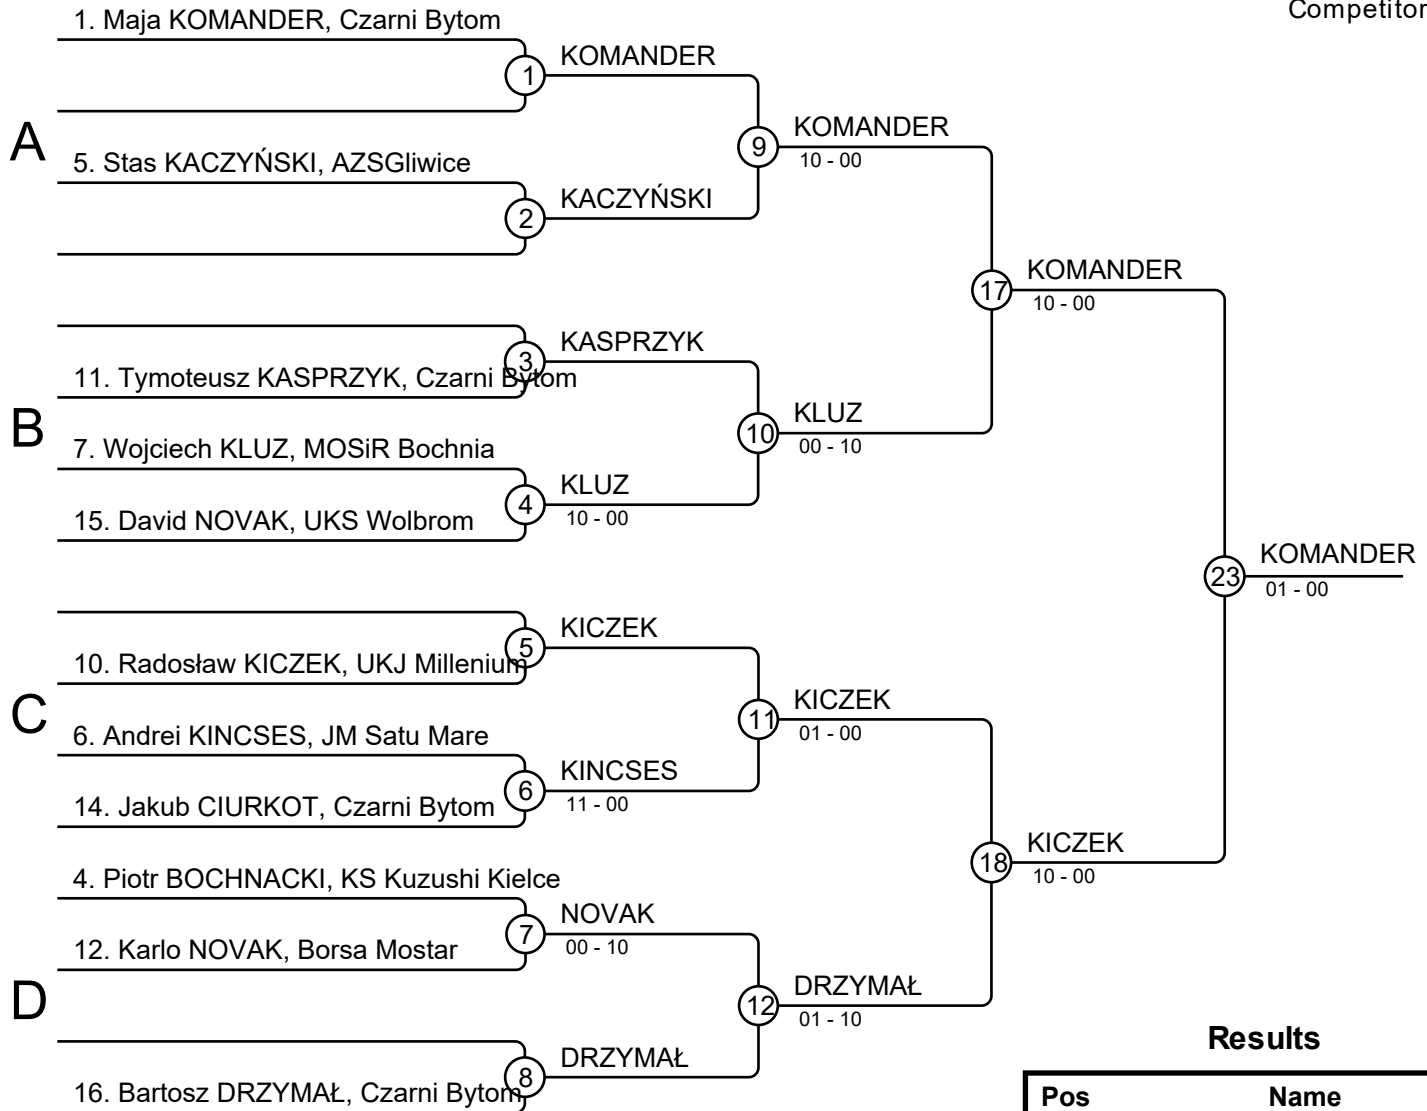 Competitor
1. Maja KOMANDER, Czarni Bytom
KOMANDER
1
A
KOMANDER
9
10 - 00
5. Stas KACZYŃSKI, AZSGliwice
KACZYŃSKI
2
KOMANDER
17
10 - 00
KASPRZYK
3
11. Tymoteusz KASPRZYK, Czarni Bytom
B
KLUZ
10
00 - 10
7. Wojciech KLUZ, MOSiR Bochnia
KLUZ
4
10 - 00
15. David NOVAK, UKS Wolbrom
KOMANDER
23
01 - 00
KICZEK
5
10. Radosław KICZEK, UKJ Millenium
C
KICZEK
11
01 - 00
6. Andrei KINCSES, JM Satu Mare
KINCSES
6
11 - 00
14. Jakub CIURKOT, Czarni Bytom
KICZEK
18
10 - 00
4. Piotr BOCHNACKI, KS Kuzushi Kielce
NOVAK
7
00 - 10
12. Karlo NOVAK, Borsa Mostar
D
DRZYMAŁ
12
01 - 10
DRZYMAŁ
8
16. Bartosz DRZYMAŁ, Czarni Bytom
Results
Pos Name